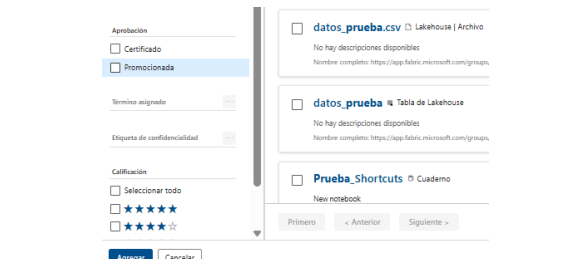 Aprobación
Certificado
Promocionada
Término asignado
Etiqueta de confidencialidad
Calificación
Seleccionar todo
datos_prueba.csv Lakehouse | Archivo
No hay descripciones disponibles
Nombre completo: https://app.fabric.microsoft.com/groups,
datos_prueba Tabla de Lakehouse
No hay descripciones disponibles
Nombre completo: https://app.fabric.microsoft.com/groups,
Prueba_Shortcuts Cuaderno
New notebook
Primero < Anterior Siguiente >
Agregar Cancelar